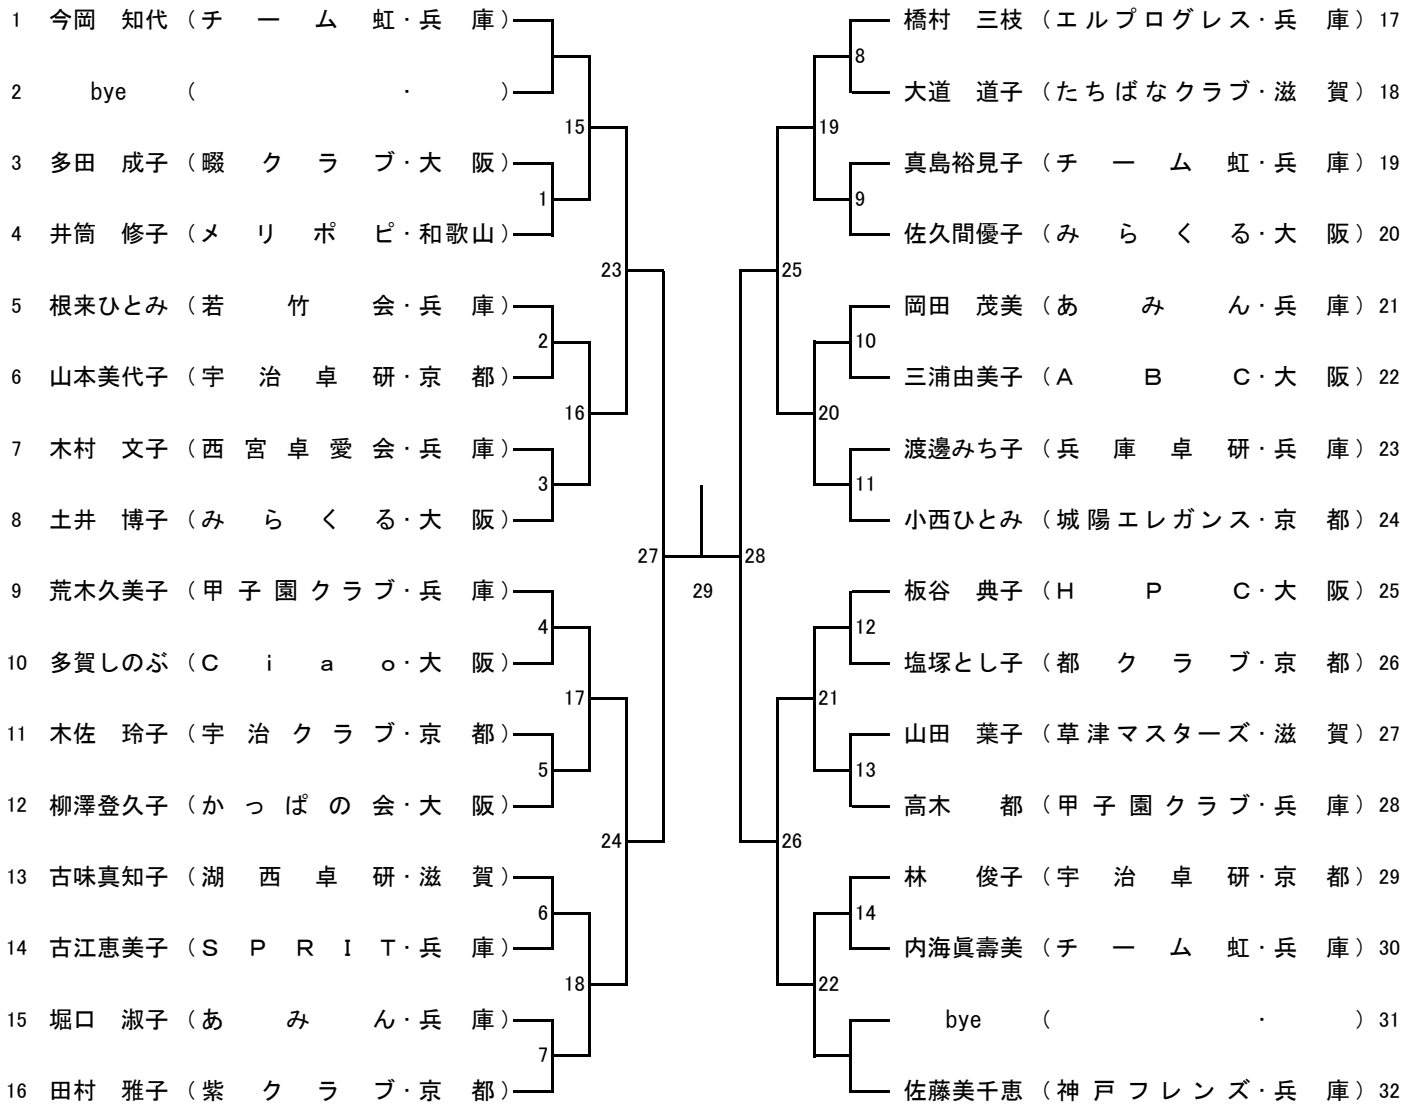 1 今岡 知代 （チーム虹・兵 庫）
2 bye （ ・ ）
15
3 多田 成子 （畷クラブ・大 阪）
1
4 井筒 修子 （メリポピ・和歌山）
23
5 根来ひとみ （若竹会・兵 庫）
2
6 山本美代子 （宇治卓研・京 都）
16
7 木村 文子 （西宮卓愛会・兵 庫）
3
8 土井 博子 （みらくる・大 阪）
27
9 荒木久美子 （甲子園クラブ・兵 庫）
4
10 多賀しのぶ （Ｃｉａｏ・大 阪）
17
11 木佐 玲子 （宇治クラブ・京 都）
5
12 柳澤登久子 （かっぱの会・大 阪）
24
13 古味真知子 （湖西卓研・滋 賀）
6
14 古江恵美子 （ＳＰＲＩＴ・兵 庫）
18
15 堀口 淑子 （あみん・兵 庫）
7
16 田村 雅子 （紫クラブ・京 都）
29
橋村 三枝 （エルプログレス・兵 庫） 17
8
大道 道子 （たちばなクラブ・滋 賀） 18
19
真島裕見子 （チーム虹・兵 庫） 19
9
佐久間優子 （みらくる・大 阪） 20
25
岡田 茂美 （あみん・兵 庫） 21
10
三浦由美子 （ＡＢＣ・大 阪） 22
20
渡邊みち子 （兵庫卓研・兵 庫） 23
11
小西ひとみ （城陽エレガンス・京 都） 24
28
板谷 典子 （ＨＰＣ・大 阪） 25
12
塩塚とし子 （都クラブ・京 都） 26
21
山田 葉子 （草津マスターズ・滋 賀） 27
13
高木 都 （甲子園クラブ・兵 庫） 28
26
林 俊子 （宇治卓研・京 都） 29
14
内海眞壽美 （チーム虹・兵 庫） 30
22
bye （ ・ ） 31
佐藤美千恵 （神戸フレンズ・兵 庫） 32